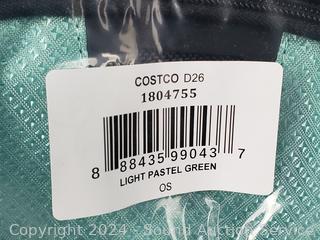 COSTCO D26
1804755
8 88435 99043 7
LIGHT PASTEL GREEN
OS
Copyright 2024 - Sound Auction Service